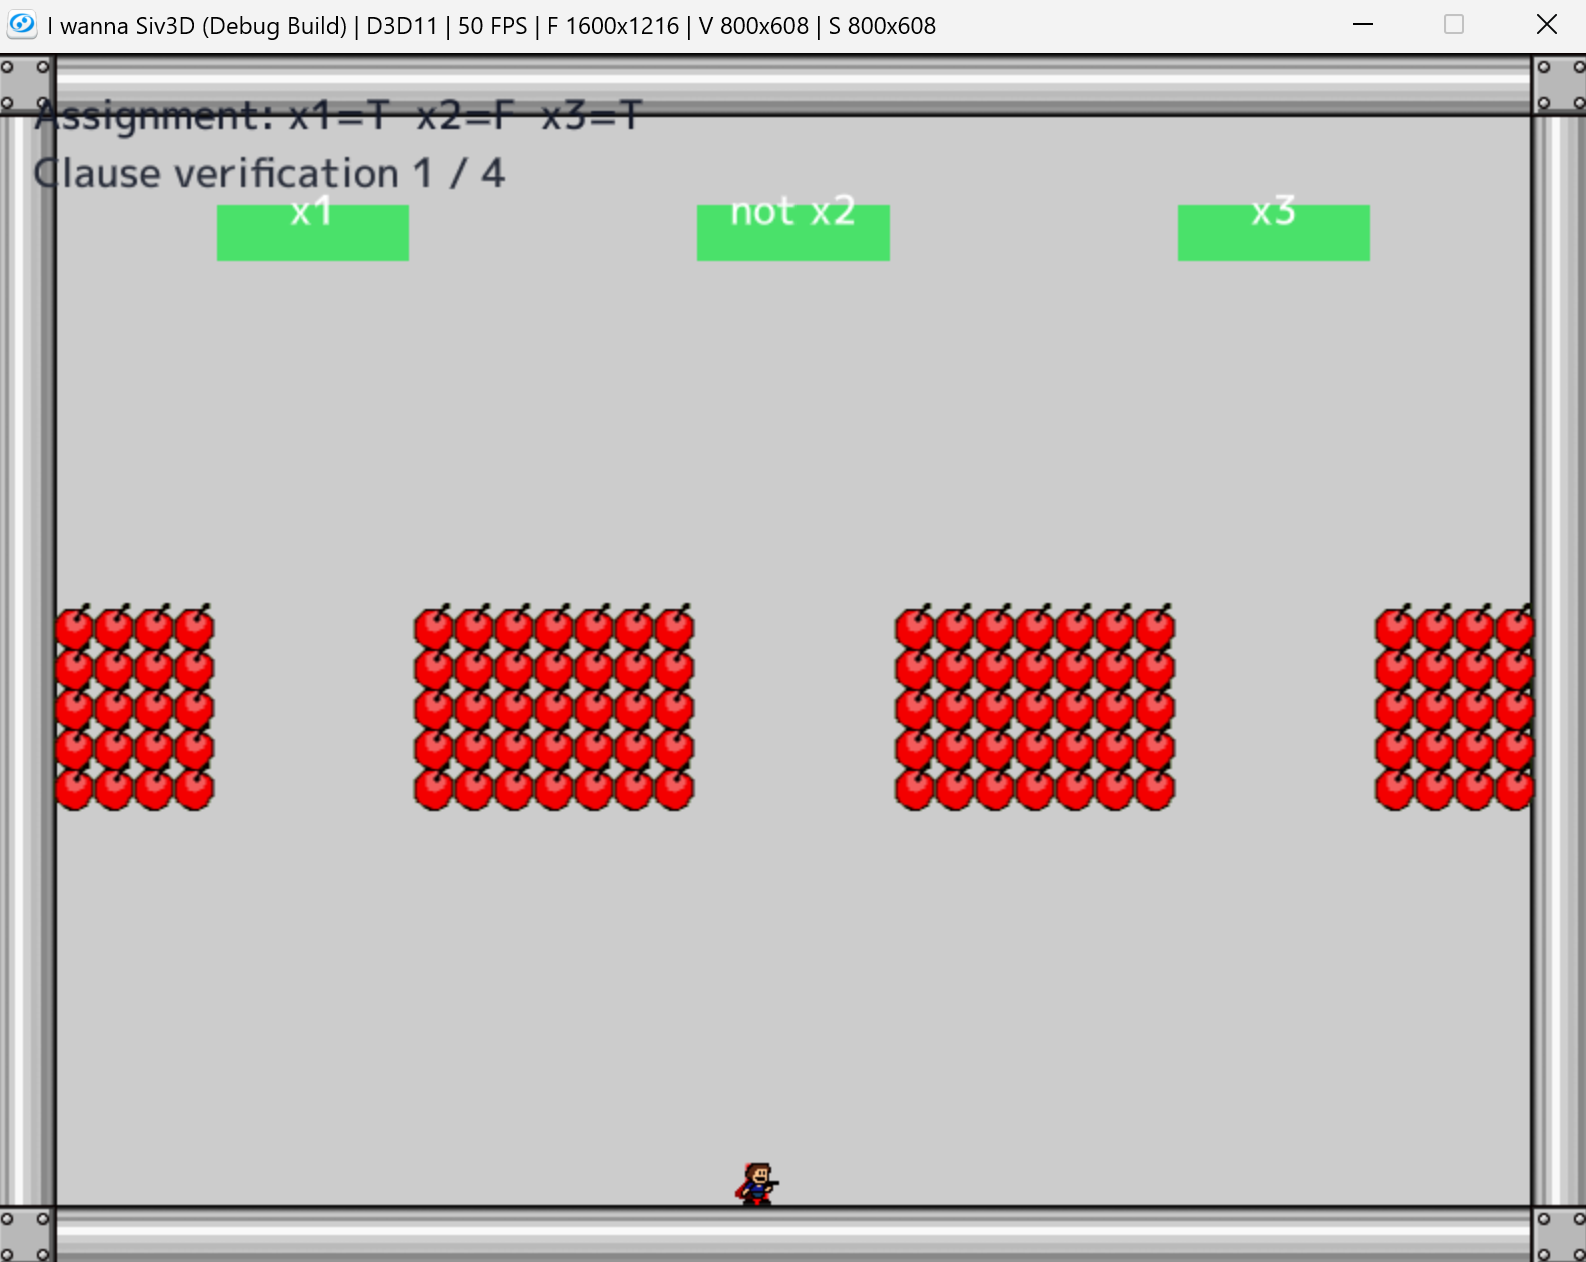 I wanna Siv3D (Debug Build) | D3D11 | 50 FPS | F 1600x1216 | V 800x608 | S 800x608
Assignment: x1=T x2=F x3=T
Clause verification 1 / 4
x1 not x2 x3